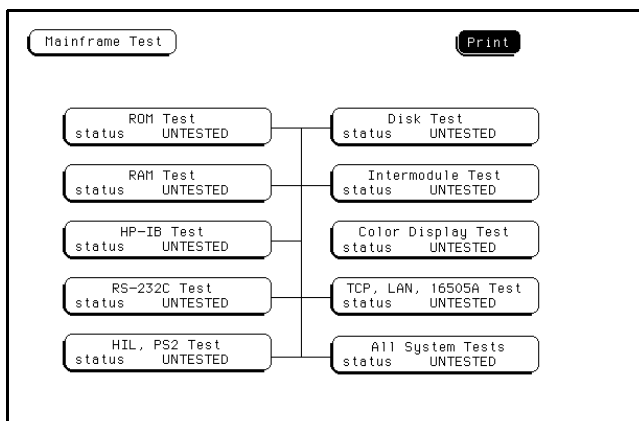 Mainframe Test
Print
ROM Test
status UNTESTED
Disk Test
status UNTESTED
RAM Test
status UNTESTED
Intermodule Test
status UNTESTED
HP-IB Test
status UNTESTED
Color Display Test
status UNTESTED
RS-232C Test
status UNTESTED
TCP, LAN, 16505A Test
status UNTESTED
HIL, PS2 Test
status UNTESTED
All System Tests
status UNTESTED